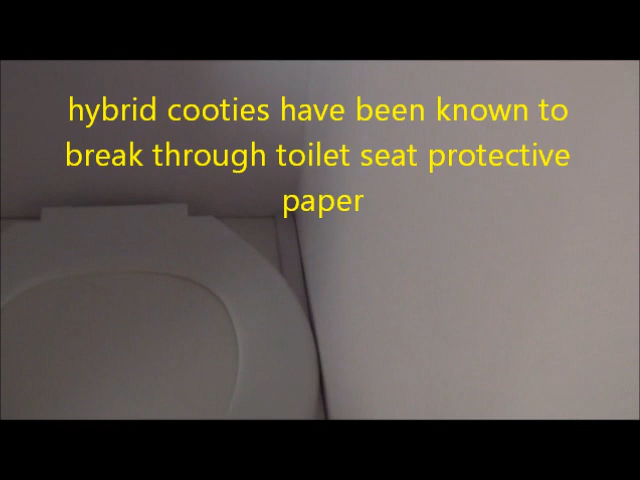 hybrid cooties have been known to
break through toilet seat protective
paper